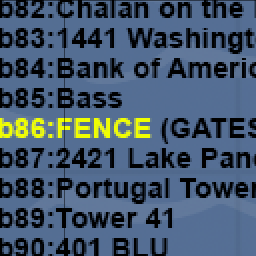 b82:Chalan on the
b83:1441 Washingt
b84:Bank of Americ
b85:Bass
b86:FENCE (GATES
b87:2421 Lake Pan
b88:Portugal Tower
b89:Tower 41
b90:401 BLU